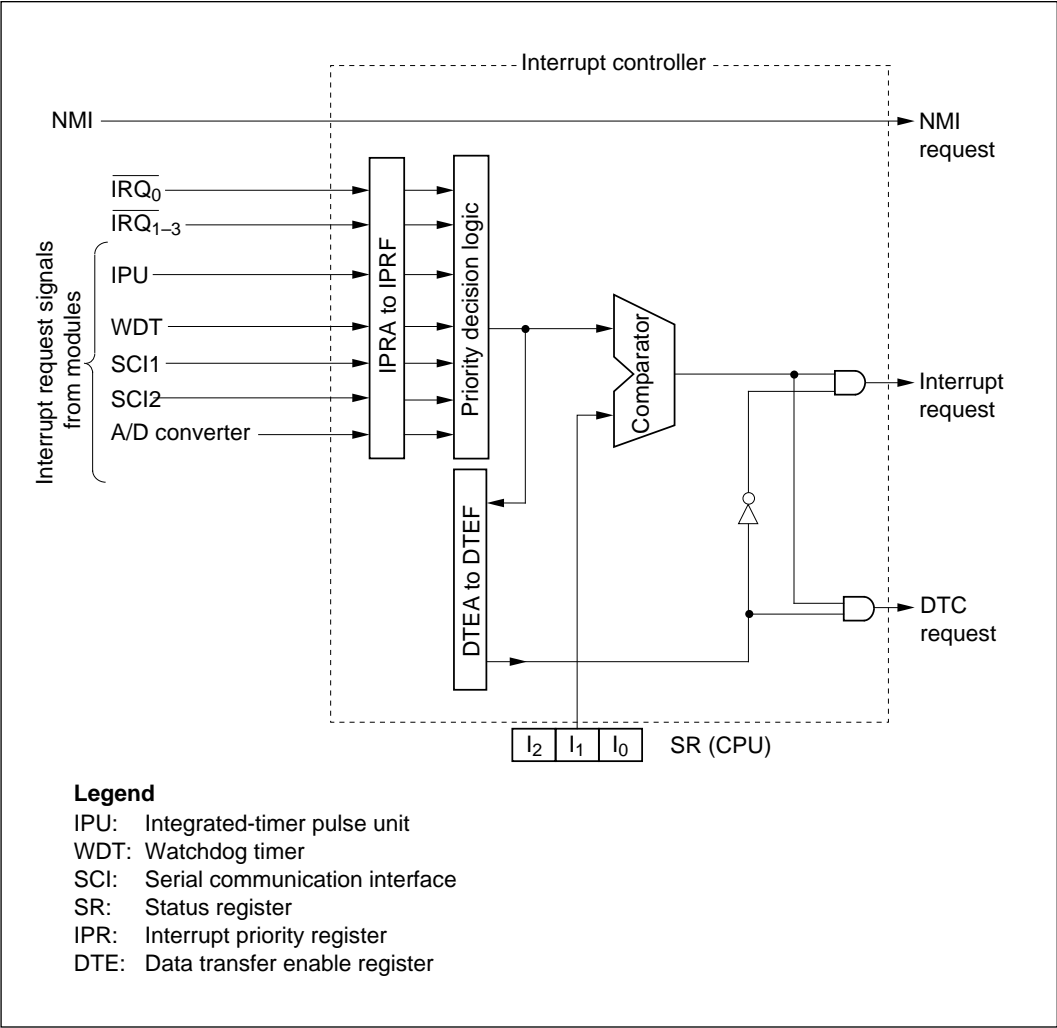 Interrupt controller
NMI
NMI
request
IRQ0
IRQ1–3
IPU
WDT
SCI1
SCI2
A/D converter
Interrupt request signals
from modules
IPRA to IPRF
Priority decision logic
Comparator
Interrupt
request
DTEA to DTEF
DTC
request
I2 I1 I0 SR (CPU)
Legend
IPU: Integrated-timer pulse unit
WDT: Watchdog timer
SCI: Serial communication interface
SR: Status register
IPR: Interrupt priority register
DTE: Data transfer enable register